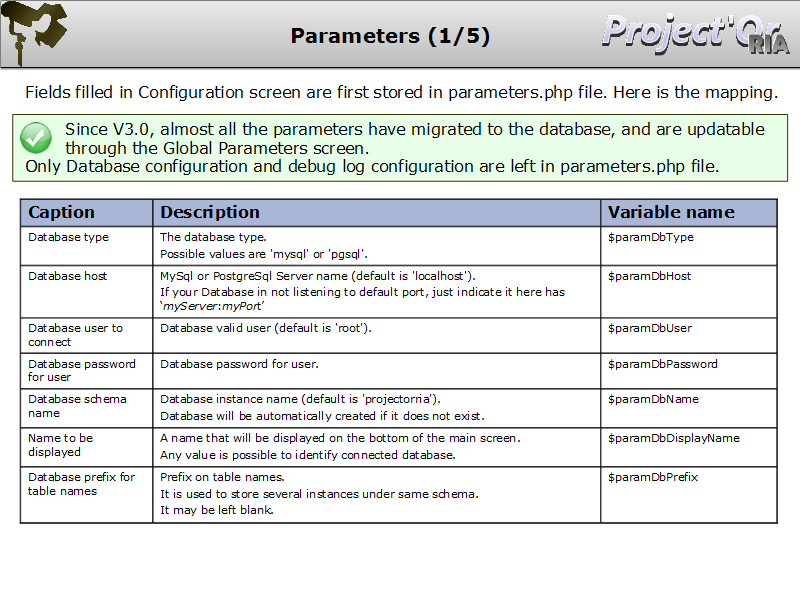 Parameters (1/5)
Project'Or
RIA
Fields filled in Configuration screen are first stored in parameters.php file. Here is the mapping.
Since V3.0, almost all the parameters have migrated to the database, and are updatable
through the Global Parameters screen.
Only Database configuration and debug log configuration are left in parameters.php file.
Caption Description Variable name
Database type The database type. $paramDbType
Possible values are 'mysql' or 'pgsql'.
Database host MySql or PostgreSql Server name (default is 'localhost'). $paramDbHost
If your Database in not listening to default port, just indicate it here has
‘myServer:myPort’
Database user to Database valid user (default is 'root'). $paramDbUser
connect
Database password Database password for user. $paramDbPassword
for user
Database schema Database instance name (default is 'projectorria'). $paramDbName
name Database will be automatically created if it does not exist.
Name to be A name that will be displayed on the bottom of the main screen. $paramDbDisplayName
displayed Any value is possible to identify connected database.
Database prefix for Prefix on table names. $paramDbPrefix
table names It is used to store several instances under same schema.
It may be left blank.